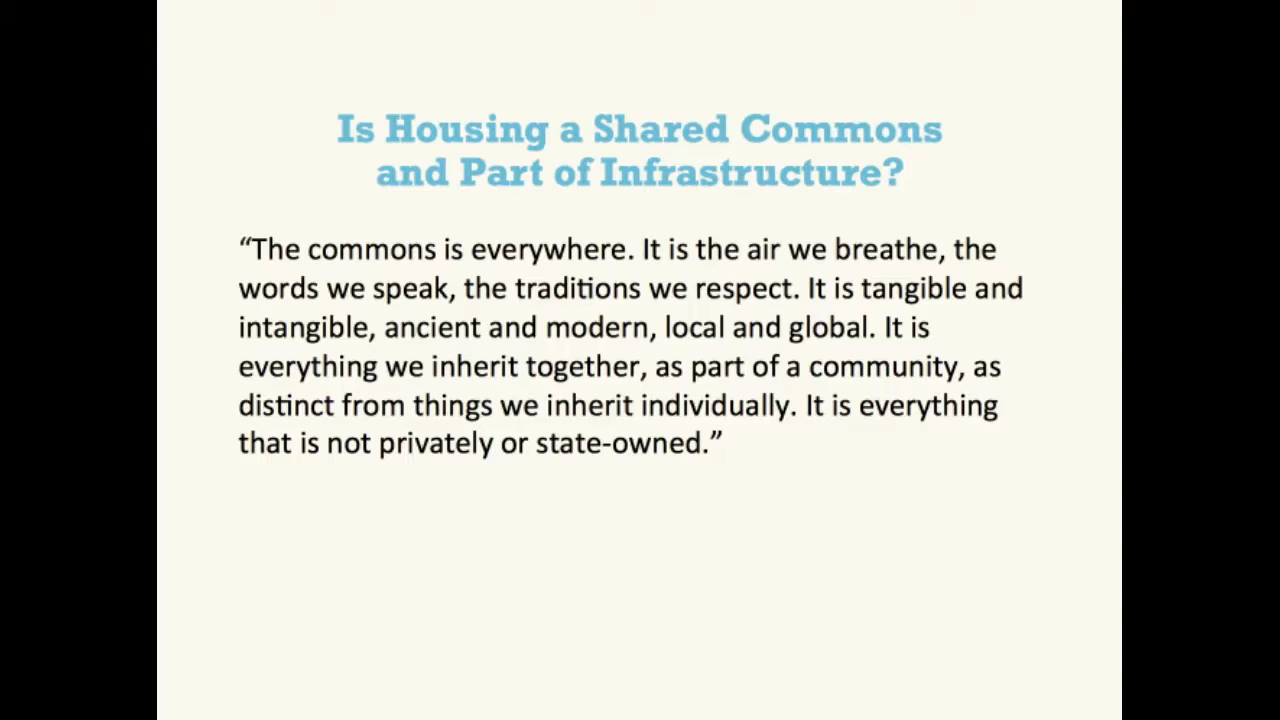 Is Housing a Shared Commons
and Part of Infrastructure?
“The commons is everywhere. It is the air we breathe, the
words we speak, the traditions we respect. It is tangible and
intangible, ancient and modern, local and global. It is
everything we inherit together, as part of a community, as
distinct from things we inherit individually. It is everything
that is not privately or state-owned.”